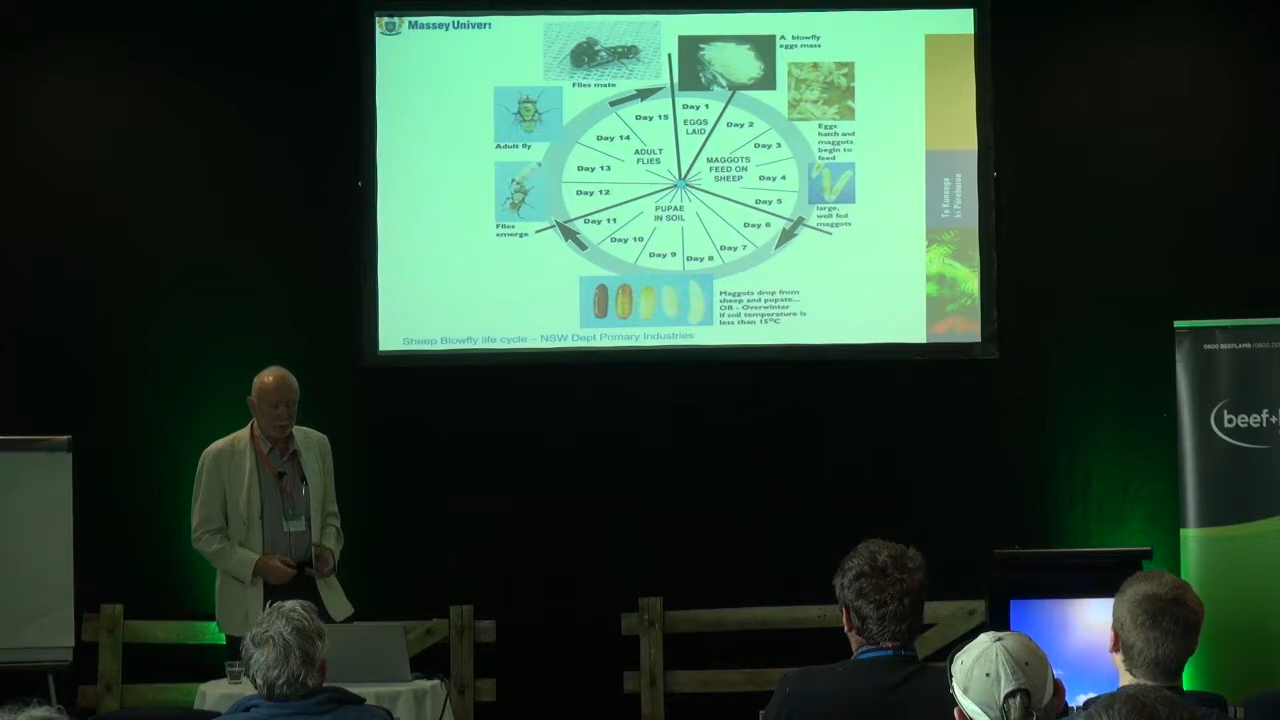 Massey Univers
Flies mate
A blowfly
eggs mass
Eggs
hatch and
maggots
begin to
feed
large,
well fed
maggots
Adult fly
Flies
emerge
Day 1
EGGS
LAID
Day 2
Day 3
MAGGOTS
FEED ON
SHEEP
Day 4
Day 5
Day 6
Day 7
Day 8
Day 9
Day 10
Day 11
PUPAE
IN SOIL
Day 12
Day 13
Day 14
Day 15
ADULT
FLIES
Maggots drop from
sheep and pupate...
OR - Overwinter
if soil temperature is
less than 15°C
Sheep Blowfly life cycle – NSW Dept Primary Industries
Te Kunenga
ki Pūrehuroa
0800 BEEFLAMB (0800 233
beef+